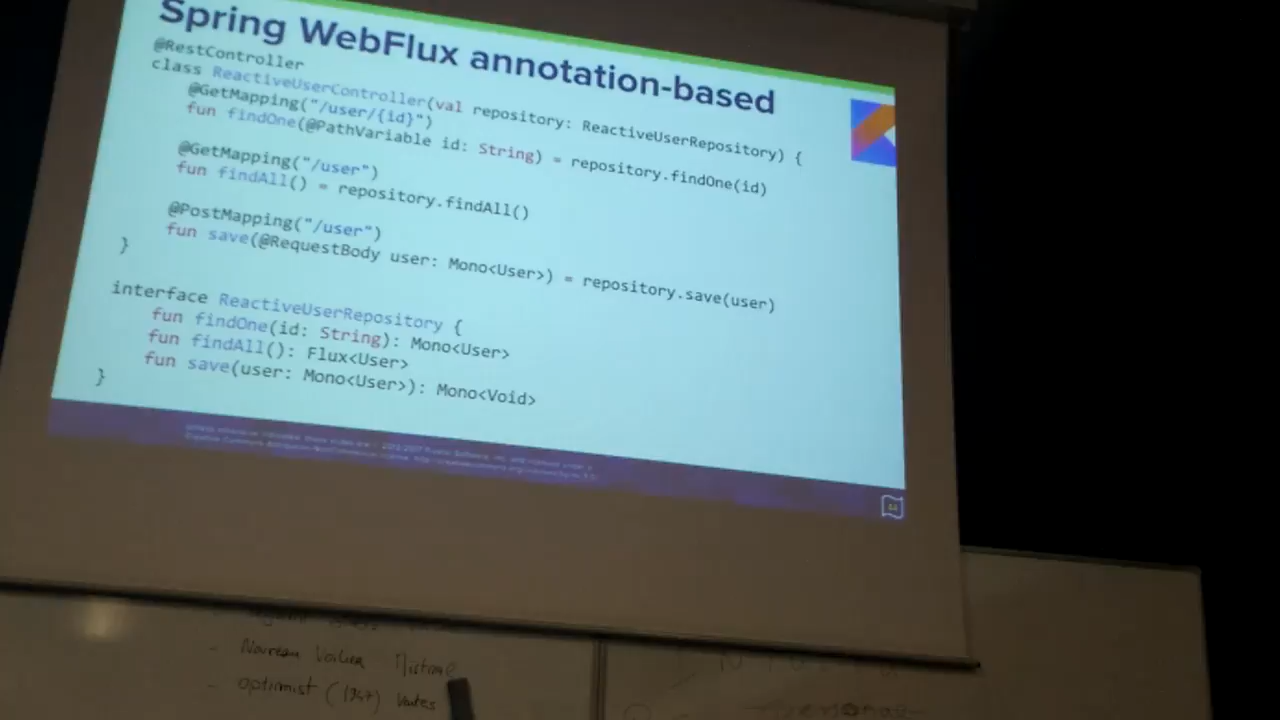 Spring WebFlux annotation-based
@RestController
class ReactiveUserController(val repository: ReactiveUserRepository) {
@GetMapping("/user/{id}")
fun findOne(@PathVariable id: String) = repository.findOne(id)
@GetMapping("/user")
fun findAll() = repository.findAll()
@PostMapping("/user")
fun save(@RequestBody user: Mono<User>) = repository.save(user)
}
interface ReactiveUserRepository {
fun findOne(id: String): Mono<User>
fun findAll(): Flux<User>
fun save(user: Mono<User>): Mono<Void>
}
- optimist (1947)